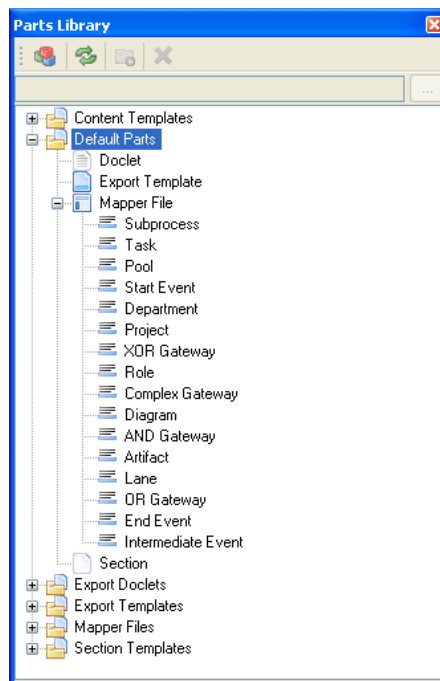 Parts Library
...
Content Templates
Default Parts
Doclet
Export Template
Mapper File
Subprocess
Task
Pool
Start Event
Department
Project
XOR Gateway
Role
Complex Gateway
Diagram
AND Gateway
Artifact
Lane
OR Gateway
End Event
Intermediate Event
Section
Export Doclets
Export Templates
Mapper Files
Section Templates